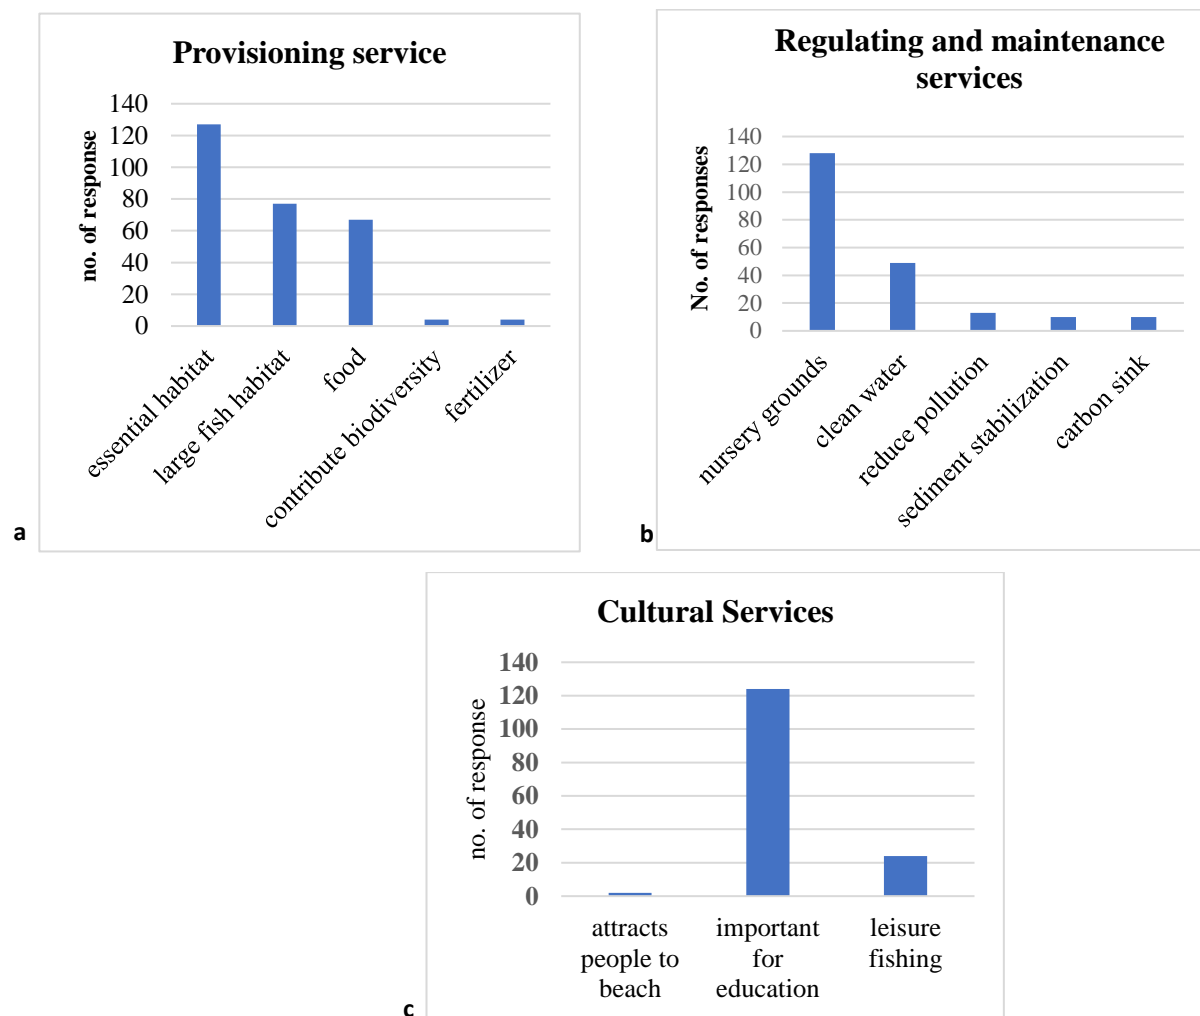 Provisioning service
no. of response
140
120
100
80
60
40
20
0
essential habitat
large fish habitat
food
contribute biodiversity
fertilizer
a
Regulating and maintenance
services
No. of responses
140
120
100
80
60
40
20
0
nursery grounds
clean water
reduce pollution
sediment stabilization
carbon sink
b
Cultural Services
no. of response
140
120
100
80
60
40
20
0
attracts
people to
beach
important
for
education
leisure
fishing
c